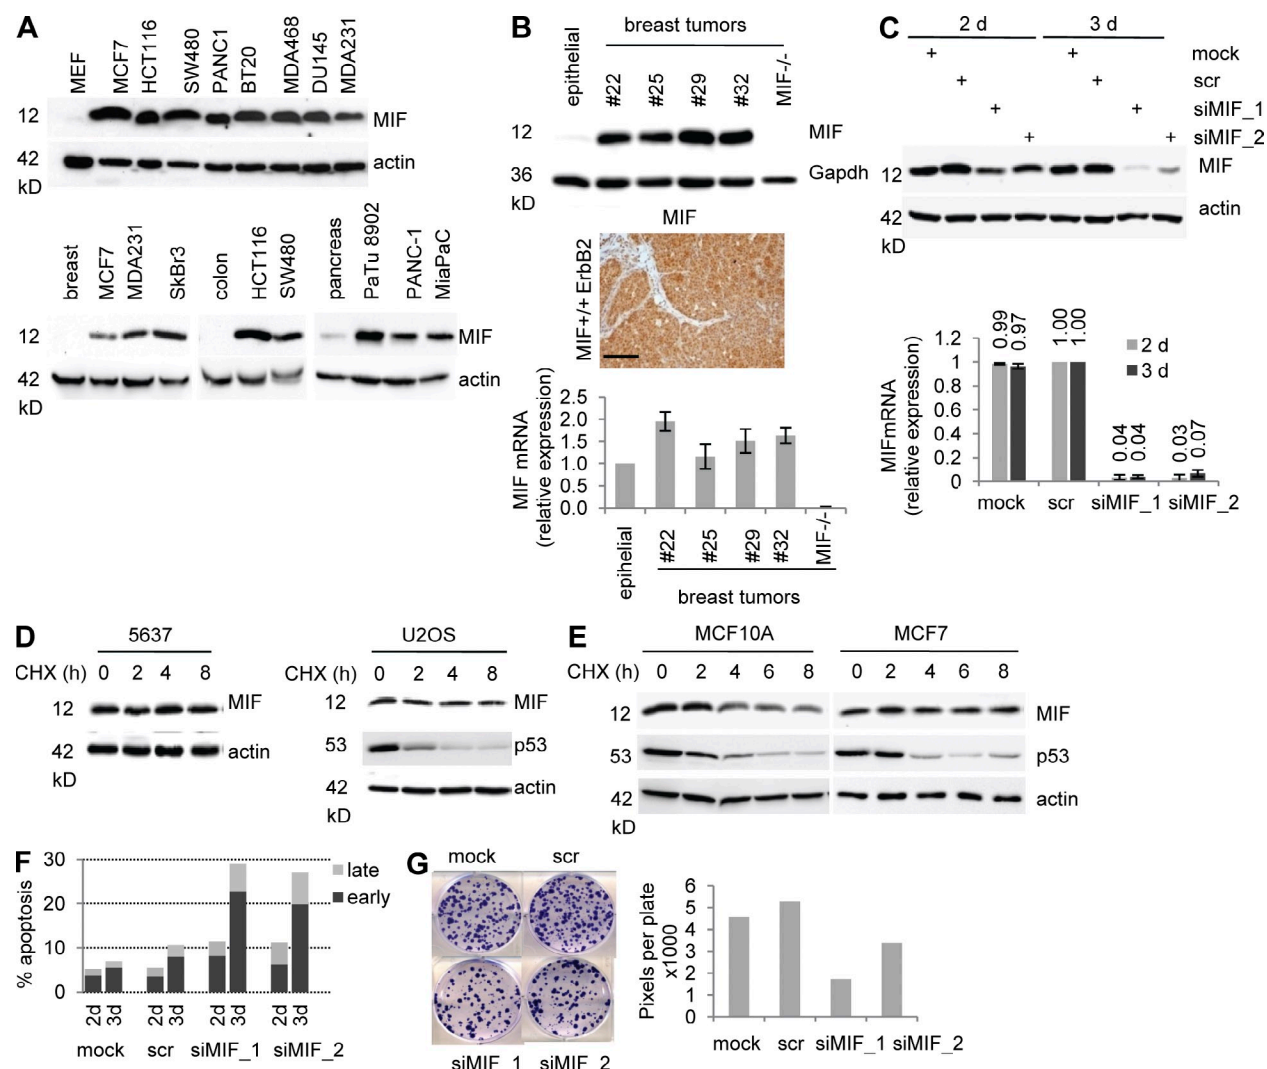 A
MEF
MCF7
HCT116
SW480
PANC1
BT20
MDA468
DU145
MDA231
12
MIF
42
actin
kD
breast
MCF7
MDA231
SkBr3
colon
HCT116
SW480
pancreas
PaTu 8902
PANC-1
MiaPaC
12
MIF
42
actin
kD
B
breast tumors
epithelial
#22
#25
#29
#32
MIF-/-
12
MIF
36
Gapdh
kD
MIF
MIF+/+ ErbB2
MIF mRNA
(relative expression)
2.5
2.0
1.5
1.0
0.5
0.0
epihelial
#22
#25
#29
#32
MIF-/-
breast tumors
C
2 d 3 d
+ + mock
+ + scr
+ + siMIF_1
+ + siMIF_2
12
MIF
42
actin
kD
MIFmRNA
(relative expression)
1.2
1
0.8
0.6
0.4
0.2
0
0.99
0.97
1.00
1.00
0.04
0.04
0.03
0.07
2 d
3 d
mock scr siMIF_1 siMIF_2
D
5637
CHX (h) 0 2 4 8
12
MIF
42
actin
kD
U2OS
CHX (h) 0 2 4 8
12
MIF
53
p53
42
actin
kD
E
MCF10A MCF7
CHX (h) 0 2 4 6 8 0 2 4 6 8
12
MIF
53
p53
42
actin
kD
F
% apoptosis
30
20
10
0
late
early
2d
3d
2d
3d
2d
3d
2d
3d
mock scr siMIF_1 siMIF_2
G
mock scr
siMIF_1 siMIF_2
Pixels per plate
x1000
6
5
4
3
2
1
0
mock scr siMIF_1 siMIF_2